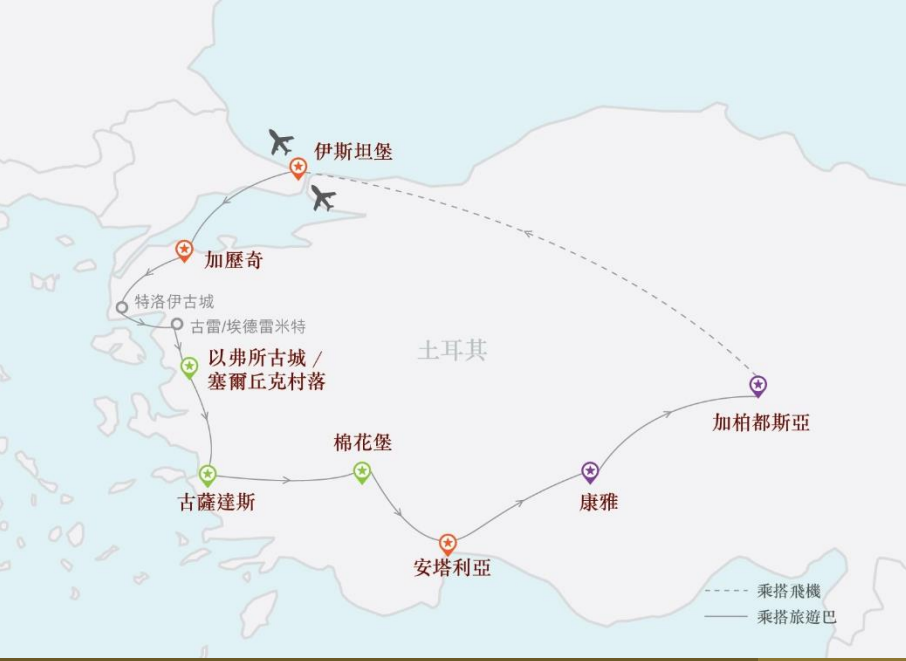 伊斯坦堡
加壢奇
特洛伊古城
古雷/埃德雷米特
以弗所古城 /
塞爾丘克村落
土耳其
加柏都斯亞
棉花堡
古薩達斯
康雅
安塔利亞
乘搭飛機
乘搭旅遊巴